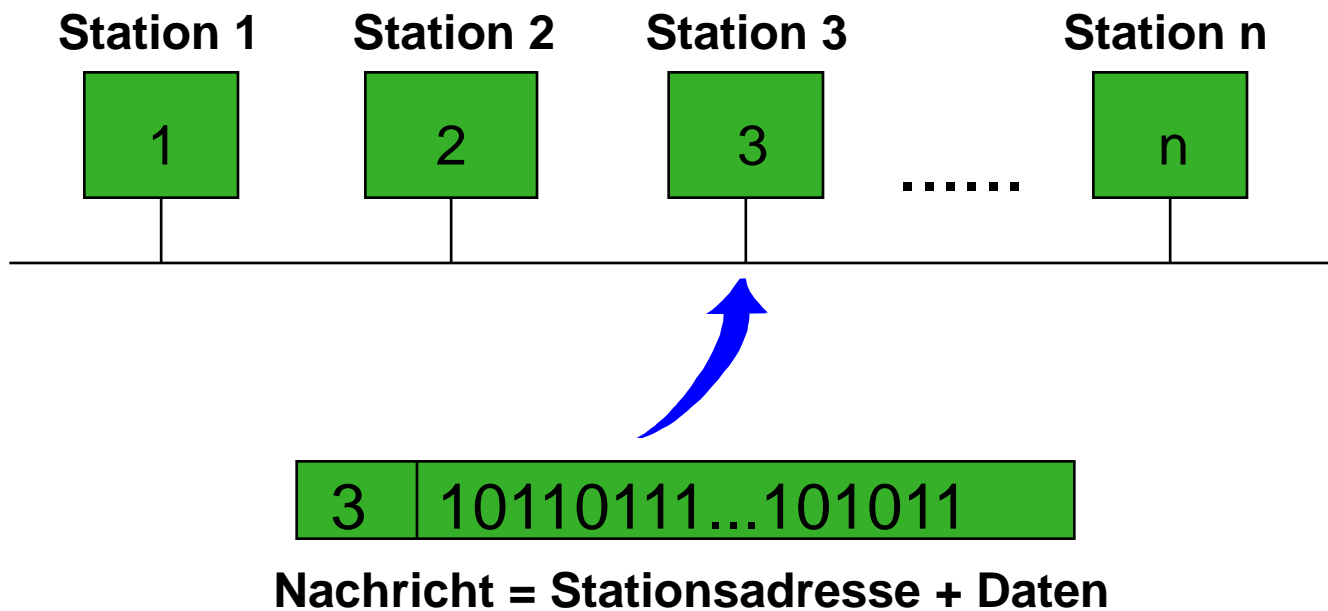 Station 1 Station 2 Station 3 Station n
1 2 3 ...... n
3 10110111...101011
Nachricht = Stationsadresse + Daten